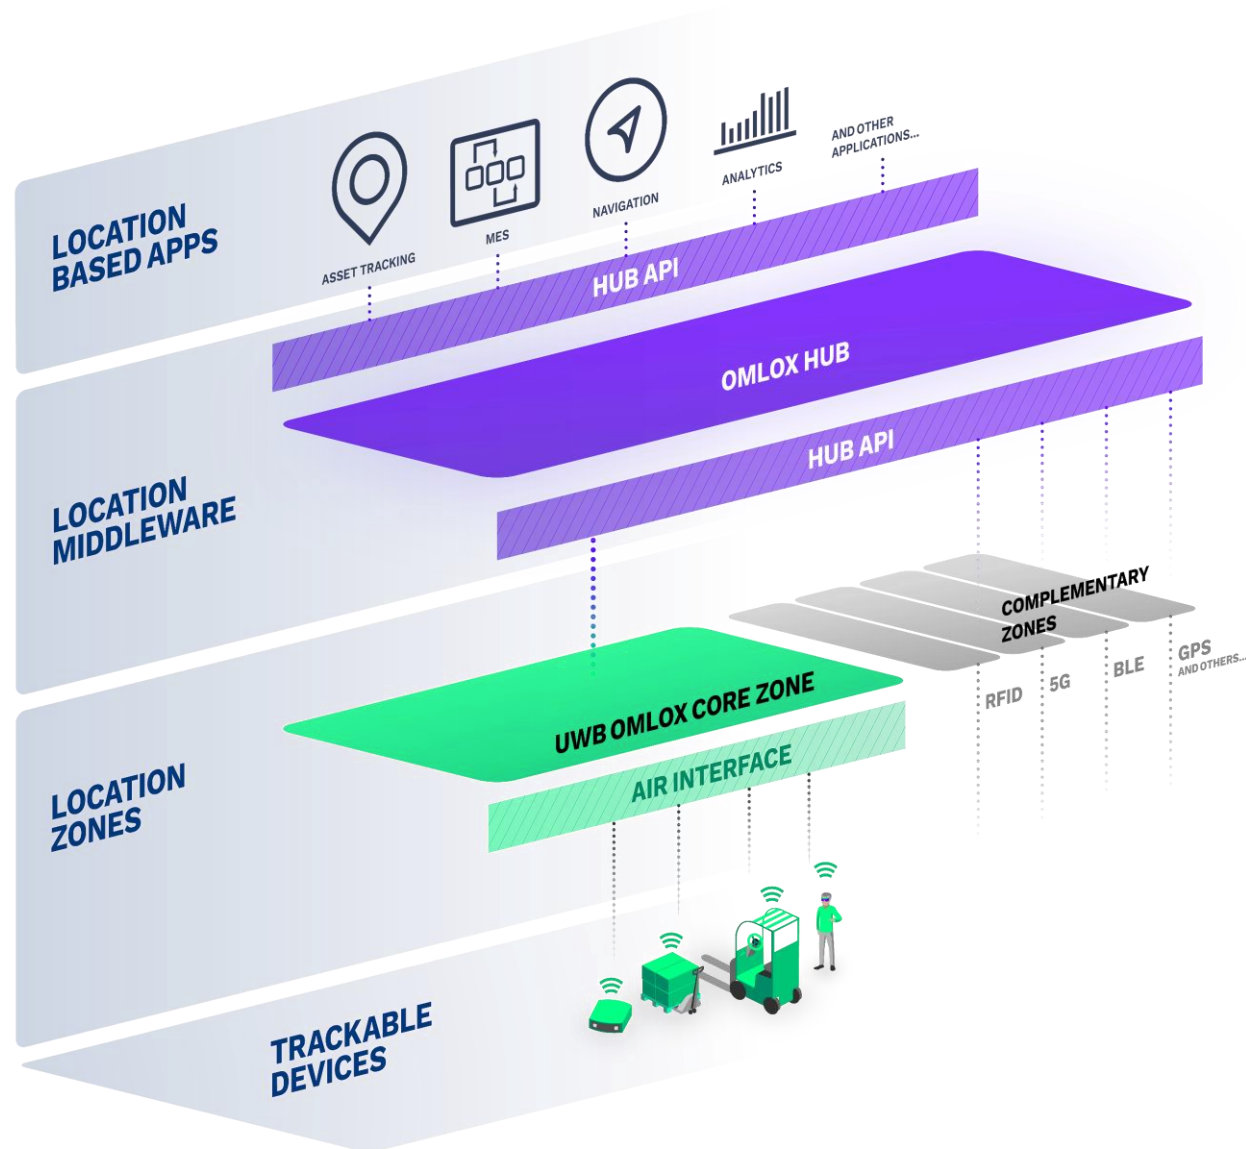 LOCATION
BASED APPS
ASSET TRACKING
MES
NAVIGATION
ANALYTICS
AND OTHER
APPLICATIONS...
HUB API
OMLOX HUB
HUB API
LOCATION
MIDDLEWARE
COMPLEMENTARY
ZONES
RFID
5G
BLE
GPS
AND OTHERS...
UWB OMLOX CORE ZONE
AIR INTERFACE
LOCATION
ZONES
TRACKABLE
DEVICES